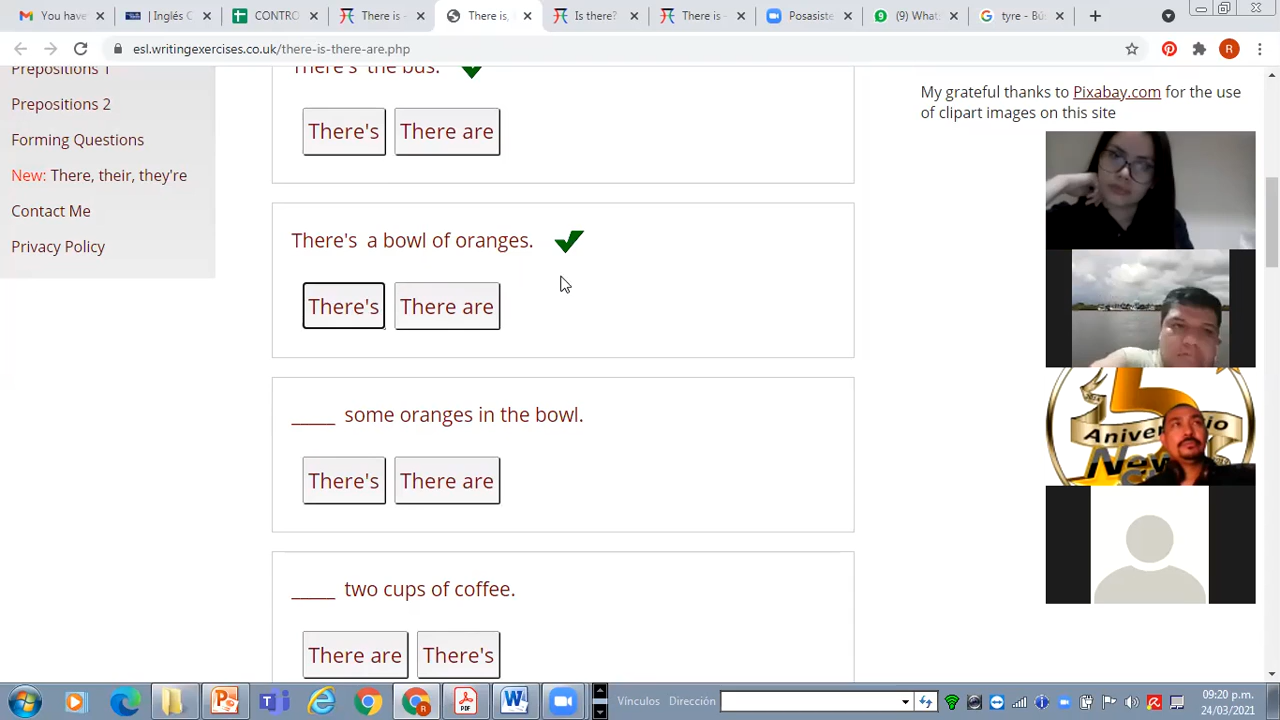 You have
Inglés C
CONTRO
There is
There is,
Is there?
There is
Posasist
(9) What
tyre - Bú
esl.writingexercises.co.uk/there-is-there-are.php
R
Prepositions 1
Prepositions 2
Forming Questions
New: There, their, they're
Contact Me
Privacy Policy
There's the bus.
There's There are
There's a bowl of oranges.
There's There are
_____ some oranges in the bowl.
There's There are
_____ two cups of coffee.
There are There's
My grateful thanks to Pixabay.com for the use
of clipart images on this site
5
Aniversario
Vínculos Dirección
09:20 p.m.
24/03/2021